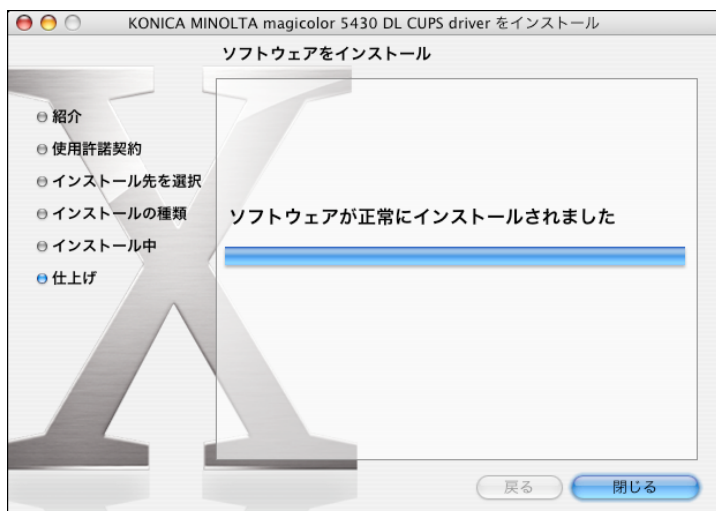 KONICA MINOLTA magicolor 5430 DL CUPS driver をインストール
ソフトウェアをインストール
紹介
使用許諾契約
インストール先を選択
インストールの種類
インストール中
仕上げ
ソフトウェアが正常にインストールされました
戻る
閉じる